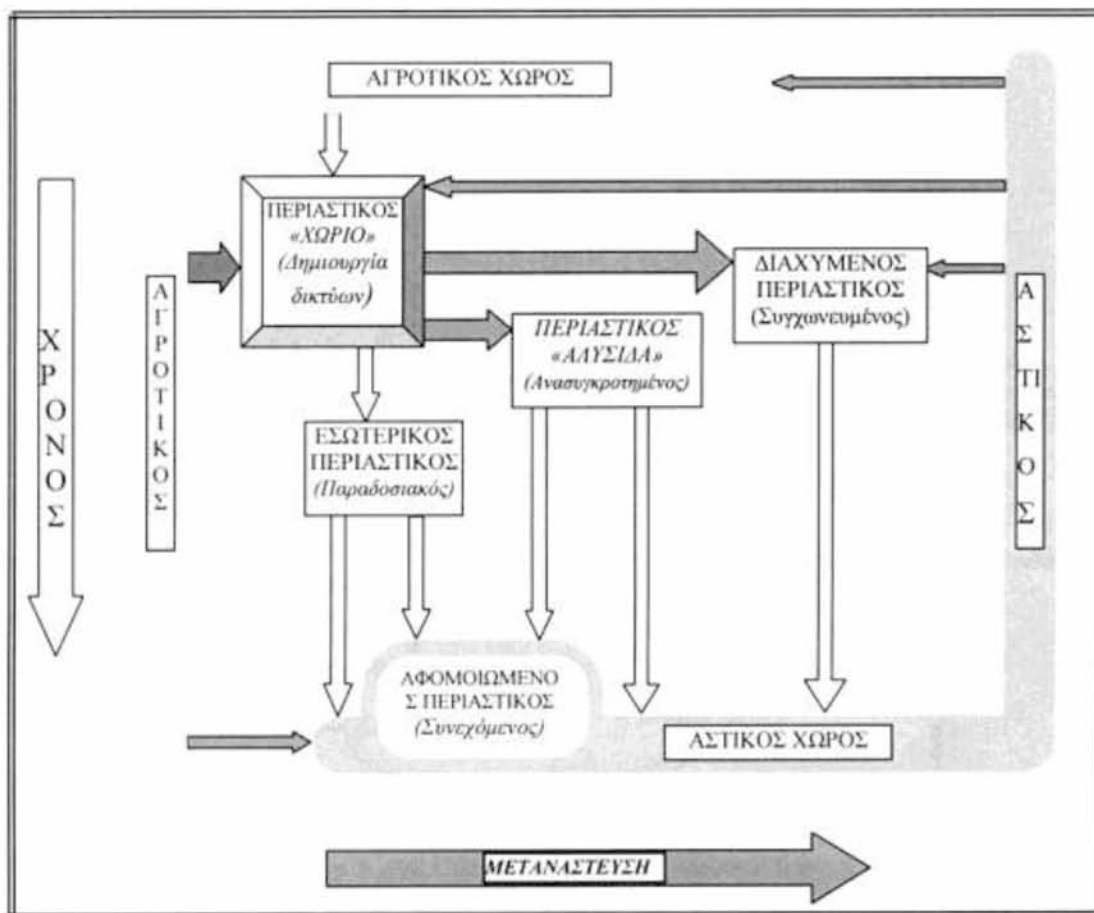 ΑΓΡΟΤΙΚΟΣ ΧΩΡΟΣ
ΠΕΡΙΑΣΤΙΚΟΣ
«ΧΩΡΙΟ»
(Δημιουργία
δικτύων)
ΔΙΑΧΥΜΕΝΟΣ
ΠΕΡΙΑΣΤΙΚΟΣ
(Συγχωνευμένος)
ΠΕΡΙΑΣΤΙΚΟΣ
«ΑΛΥΣΙΔΑ»
(Ανασυγκροτημένος)
ΕΣΩΤΕΡΙΚΟΣ
ΠΕΡΙΑΣΤΙΚΟΣ
(Παραδοσιακός)
ΧΡΟΝΟΣ
ΑΓΡΟΤΙΚΟΣ
ΑΣΤΙΚΟΣ
ΑΦΟΜΟΙΩΜΕΝΟ
Σ ΠΕΡΙΑΣΤΙΚΟΣ
(Συνεχόμενος)
ΑΣΤΙΚΟΣ ΧΩΡΟΣ
ΜΕΤΑΝΑΣΤΕΥΣΗ